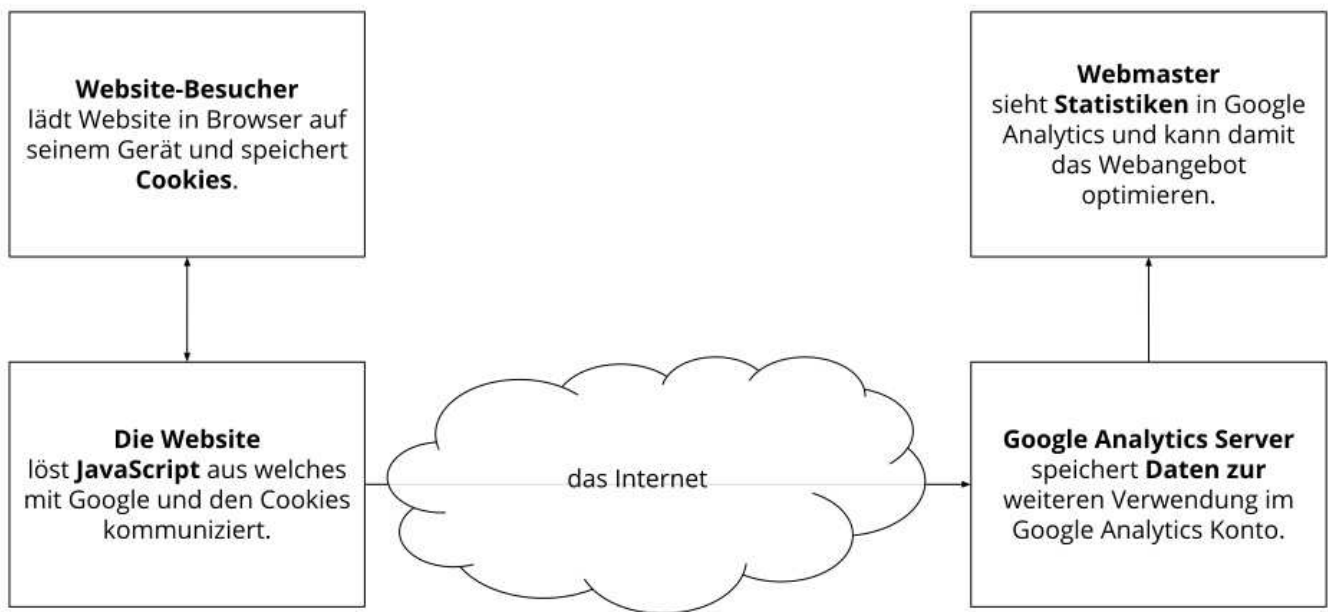 Website-Besucher
lädt Website in Browser auf
seinem Gerät und speichert
Cookies.
Webmaster
sieht Statistiken in Google
Analytics und kann damit
das Webangebot
optimieren.
Die Website
löst JavaScript aus welches
mit Google und den Cookies
kommuniziert.
das Internet
Google Analytics Server
speichert Daten zur
weiteren Verwendung im
Google Analytics Konto.